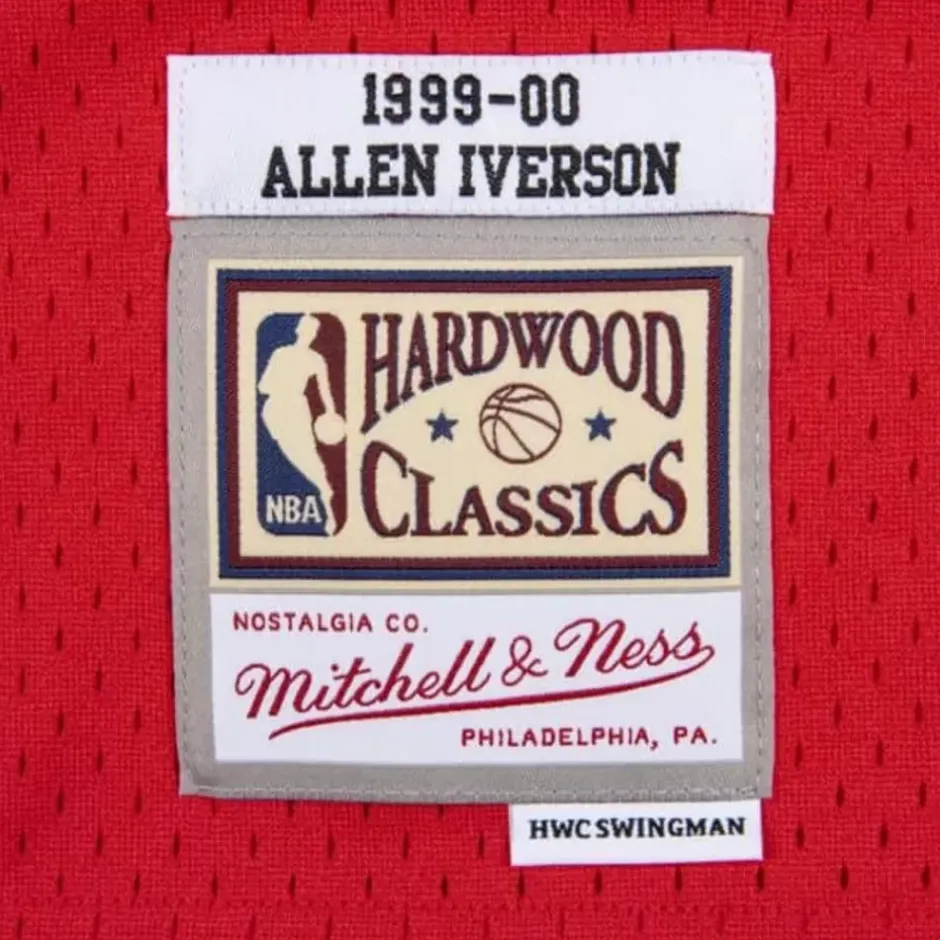 1999-00
ALLEN IVERSON
HARDWOOD
CLASSICS
NBA
NOSTALGIA CO.
Mitchell & Ness
PHILADELPHIA, PA.
HWC SWINGMAN